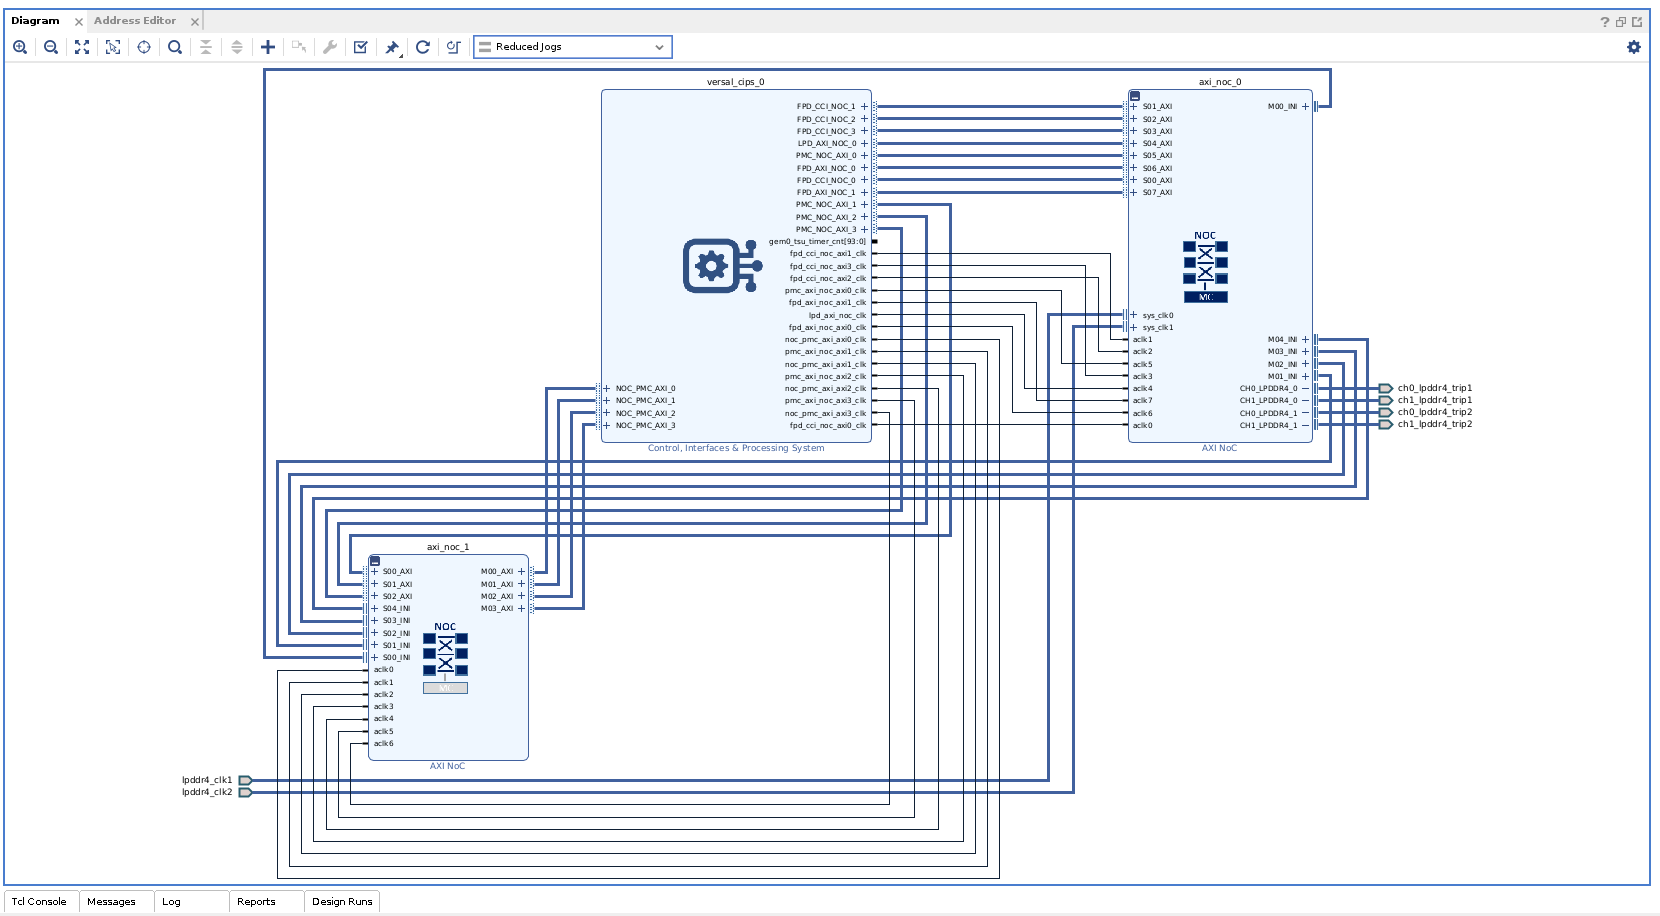 Diagram
Address Editor
Reduced Jogs
versal_cips_0
FPD_CCI_NOC_1
FPD_CCI_NOC_2
FPD_CCI_NOC_3
LPD_AXI_NOC_0
PMC_NOC_AXI_0
FPD_AXI_NOC_0
FPD_CCI_NOC_0
FPD_AXI_NOC_1
PMC_NOC_AXI_1
PMC_NOC_AXI_2
PMC_NOC_AXI_3
gem0_tsu_timer_cnt[93:0]
fpd_cci_noc_axi1_clk
fpd_cci_noc_axi3_clk
fpd_cci_noc_axi2_clk
pmc_axi_noc_axi0_clk
fpd_axi_noc_axi1_clk
lpd_axi_noc_clk
fpd_axi_noc_axi0_clk
noc_pmc_axi_axi0_clk
pmc_axi_noc_axi1_clk
noc_pmc_axi_axi1_clk
pmc_axi_noc_axi2_clk
noc_pmc_axi_axi2_clk
pmc_axi_noc_axi3_clk
noc_pmc_axi_axi3_clk
fpd_cci_noc_axi0_clk
NOC_PMC_AXI_0
NOC_PMC_AXI_1
NOC_PMC_AXI_2
NOC_PMC_AXI_3
Control, Interfaces & Processing System
axi_noc_0
S01_AXI
S02_AXI
S03_AXI
S04_AXI
S05_AXI
S06_AXI
S00_AXI
S07_AXI
M00_INI
NOC
MC
sys_clk0
sys_clk1
aclk1
aclk2
aclk5
aclk3
aclk4
aclk7
aclk6
aclk0
M04_INI
M03_INI
M02_INI
M01_INI
CH0_LPDDR4_0
CH1_LPDDR4_0
CH0_LPDDR4_1
CH1_LPDDR4_1
AXI NoC
ch0_lpddr4_trip1
ch1_lpddr4_trip1
ch0_lpddr4_trip2
ch1_lpddr4_trip2
axi_noc_1
S00_AXI
S01_AXI
S02_AXI
S04_INI
S03_INI
S02_INI
S01_INI
S00_INI
aclk0
aclk1
aclk2
aclk3
aclk4
aclk5
aclk6
M00_AXI
M01_AXI
M02_AXI
M03_AXI
NOC
AXI NoC
lpddr4_clk1
lpddr4_clk2
Tcl Console
Messages
Log
Reports
Design Runs